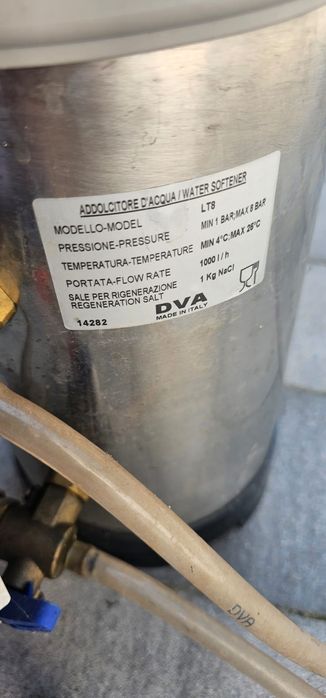 ADDOLCITORE D'ACQUA / WATER SOFTENER
MODELLO-MODEL LT8
PRESSIONE-PRESSURE MIN 1 BAR;MAX 8 BAR
TEMPERATURA-TEMPERATURE MIN 4°C;MAX 28°C
PORTATA-FLOW RATE 1000 l / h
SALE PER RIGENERAZIONE 1 Kg NaCl
REGENERATION SALT
DVA
14282 MADE IN ITALY
DVA